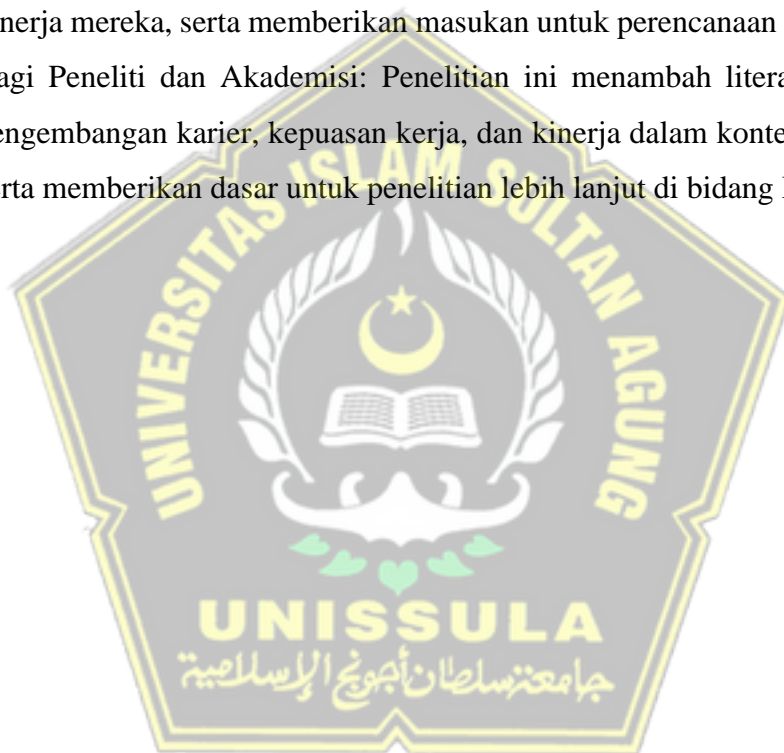 nerja mereka, serta memberikan masukan untuk perencanaan
agi Peneliti dan Akademisi: Penelitian ini menambah litera
engembangan karier, kepuasan kerja, dan kinerja dalam konte
erta memberikan dasar untuk penelitian lebih lanjut di bidang
UNIVERSITAS ISLAM SULTAN AGUNG
UNISSULA
جامعة سلطان أجونج الإسلامية